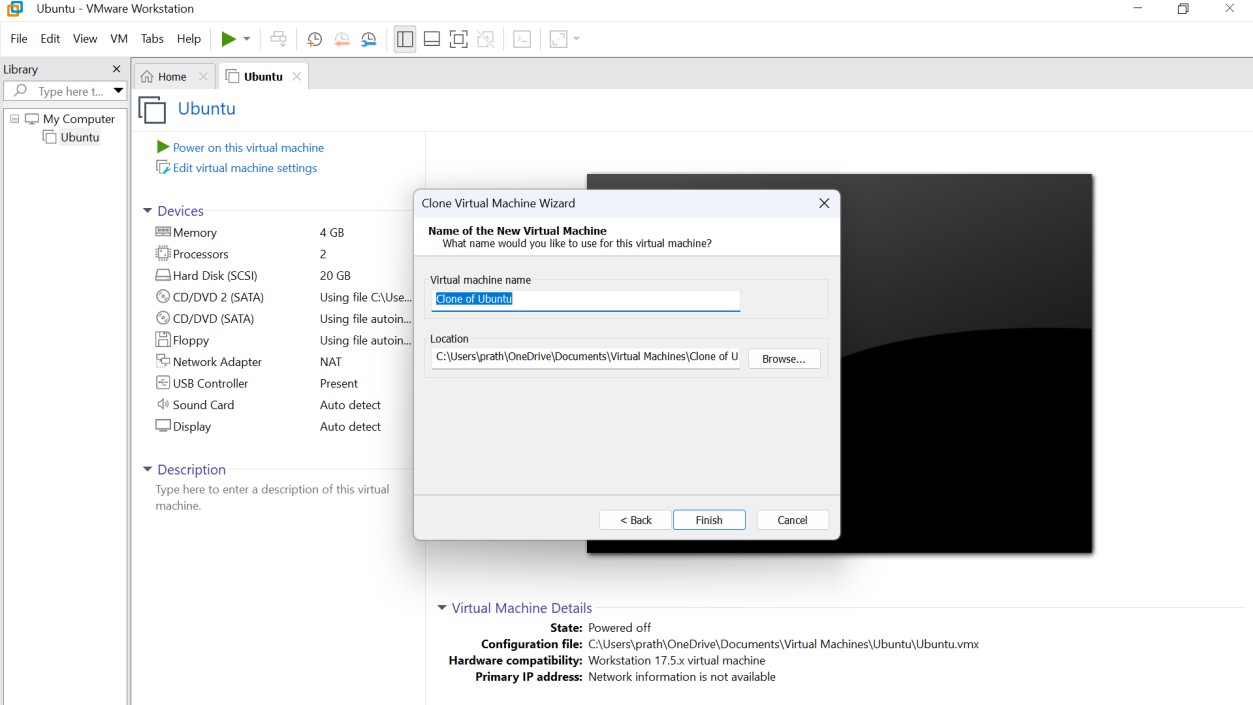 Ubuntu - VMware Workstation
File Edit View VM Tabs Help
Library
Type here t...
My Computer
Ubuntu
Home
Ubuntu
Ubuntu
Power on this virtual machine
Edit virtual machine settings
Devices
Memory 4 GB
Processors 2
Hard Disk (SCSI) 20 GB
CD/DVD 2 (SATA) Using file C:\Use...
CD/DVD (SATA) Using file autoin...
Floppy Using file autoin...
Network Adapter NAT
USB Controller Present
Sound Card Auto detect
Display Auto detect
Description
Type here to enter a description of this virtual
machine.
Clone Virtual Machine Wizard
Name of the New Virtual Machine
What name would you like to use for this virtual machine?
Virtual machine name
Clone of Ubuntu
Location
C:\Users\prath\OneDrive\Documents\Virtual Machines\Clone of U
Browse...
< Back Finish Cancel
Virtual Machine Details
State: Powered off
Configuration file: C:\Users\prath\OneDrive\Documents\Virtual Machines\Ubuntu\Ubuntu.vmx
Hardware compatibility: Workstation 17.5.x virtual machine
Primary IP address: Network information is not available